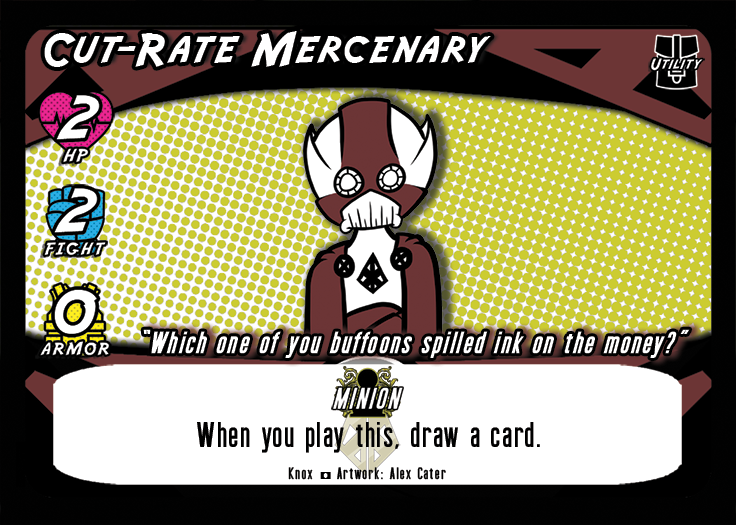 Cut-Rate Mercenary
Utility
2
HP
2
Fight
0
Armor
"Which one of you buffoons spilled ink on the money?"
Minion
When you play this, draw a card.
Knox Artwork: Alex Cater